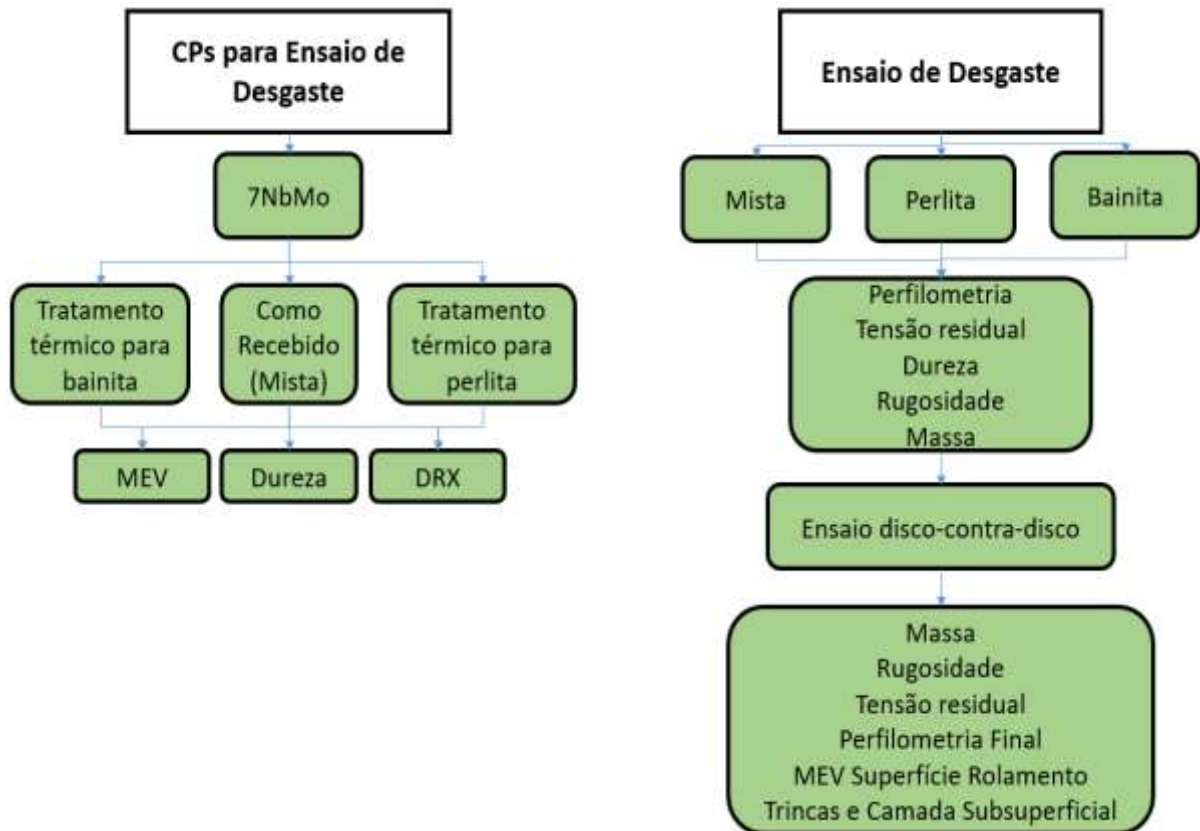 CPs para Ensaio de
Desgaste
7NbMo
Tratamento
térmico para
bainita
Como
Recebido
(Mista)
Tratamento
térmico para
perlita
MEV
Dureza
DRX
Ensaio de Desgaste
Mista
Perlita
Bainita
Perfilometria
Tensão residual
Dureza
Rugosidade
Massa
Ensaio disco-contra-disco
Massa
Rugosidade
Tensão residual
Perfilometria Final
MEV Superfície Rolamento
Trincas e Camada Subsuperficial